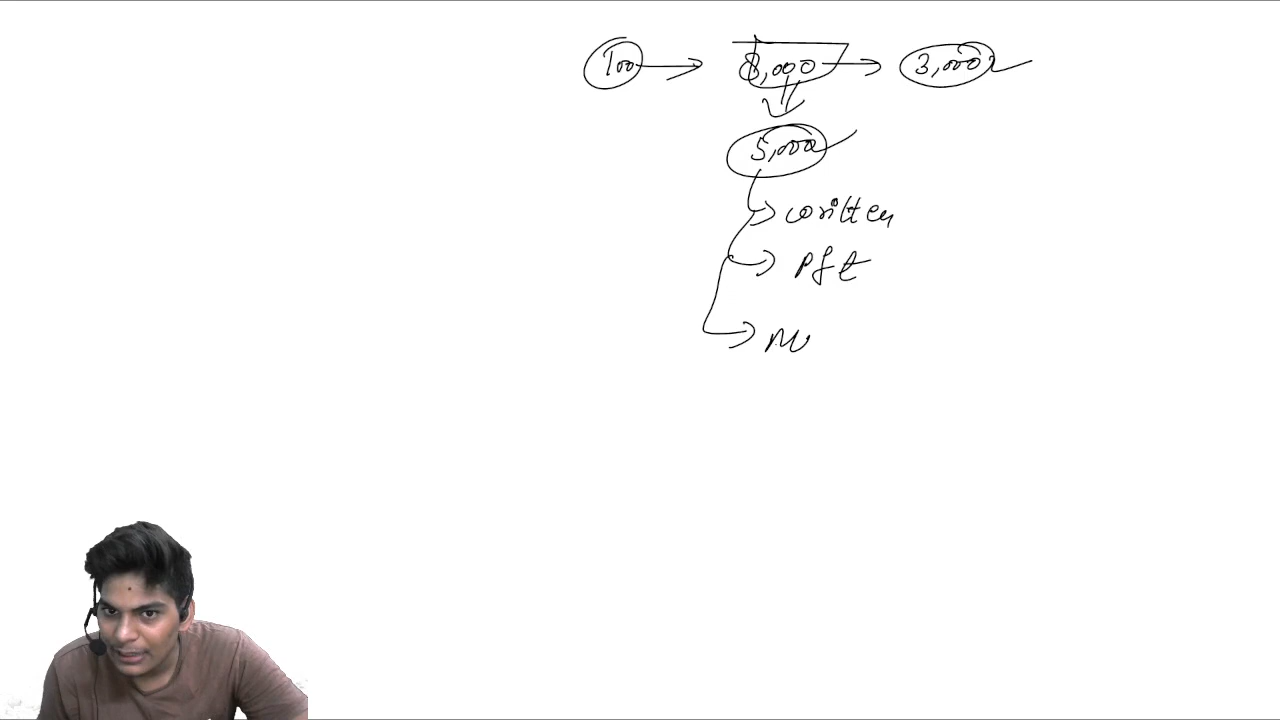 100 → 8,000 → 3,000
5,000
written
Pft